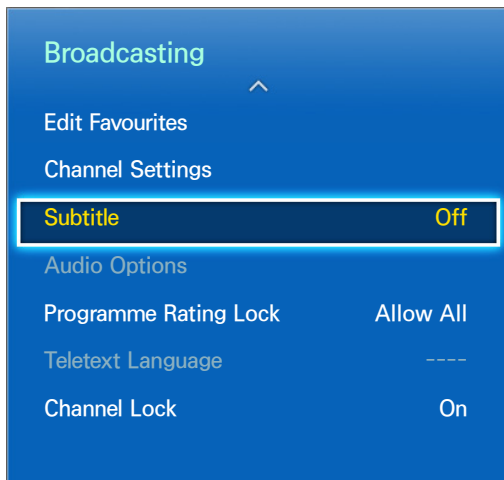 Broadcasting
Edit Favourites
Channel Settings
Subtitle Off
Audio Options
Programme Rating Lock Allow All
Teletext Language ----
Channel Lock On